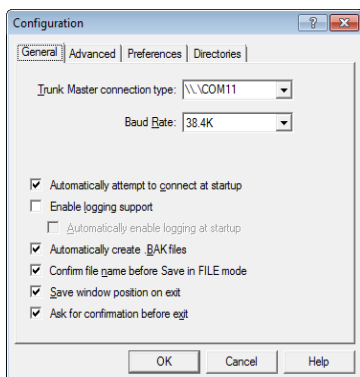 Configuration
General Advanced Preferences Directories
Trunk Master connection type: \\.\COM11
Baud Rate: 38.4K
Automatically attempt to connect at startup
Enable logging support
Automatically enable logging at startup
Automatically create .BAK files
Confirm file name before Save in FILE mode
Save window position on exit
Ask for confirmation before exit
OK Cancel Help